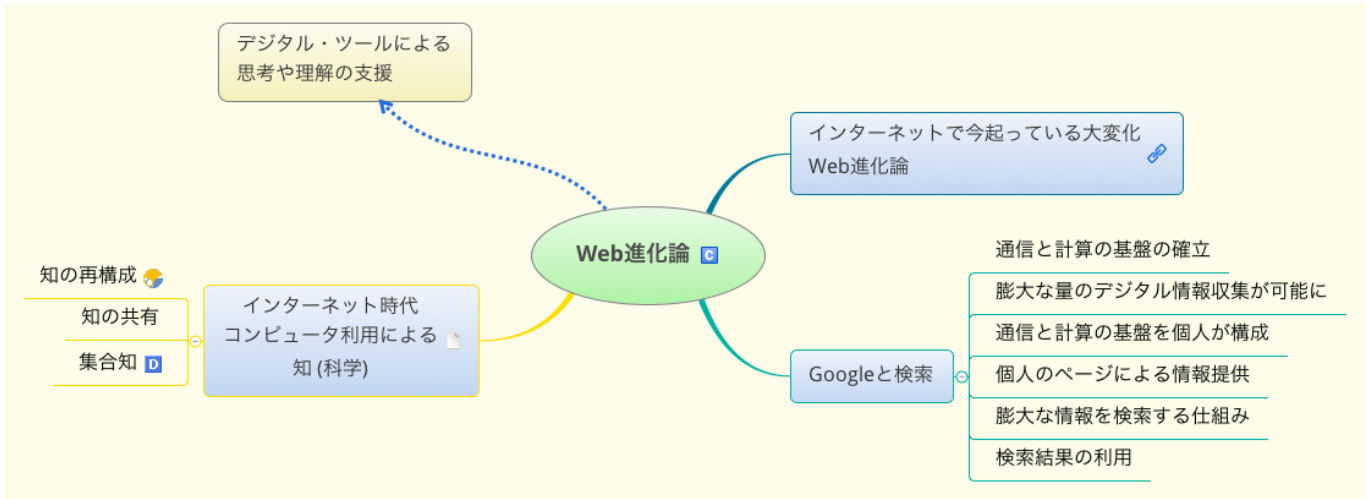 デジタル・ツールによる
思考や理解の支援
インターネットで今起っている大変化
Web進化論
Web進化論 C
知の再構成
知の共有
集合知 D
インターネット時代
コンピュータ利用による
知 (科学)
Googleと検索
通信と計算の基盤の確立
膨大な量のデジタル情報収集が可能に
通信と計算の基盤を個人が構成
個人のページによる情報提供
膨大な情報を検索する仕組み
検索結果の利用